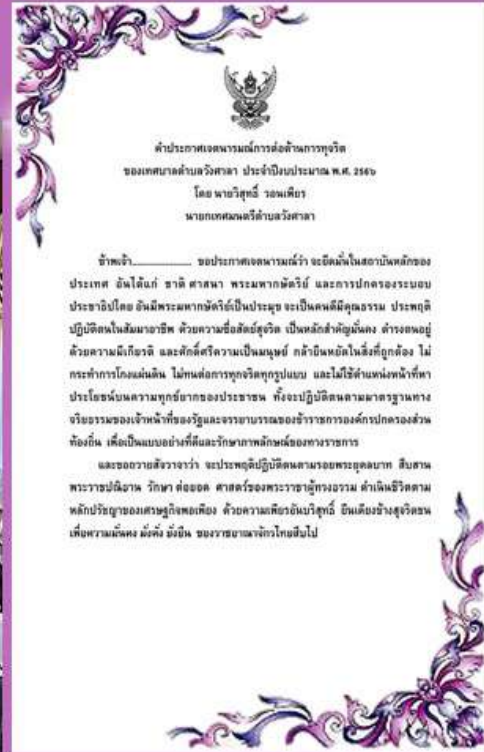 คำประกาศเจตนารมณ์การต่อต้านการทุจริต
ของเทศบาลตำบลวังศาลา ประจำปีงบประมาณ พ.ศ. ๒๕๖๖
โดย นายวิสุทธิ์ รอนเพียร
นายกเทศมนตรีตำบลวังศาลา
ข้าพเจ้า.................... ขอประกาศเจตนารมณ์ว่า จะยึดมั่นในสถาบันหลักของ
ประเทศ อันได้แก่ ชาติ ศาสนา พระมหากษัตริย์ และการปกครองระบอบ
ประชาธิปไตย อันมีพระมหากษัตริย์เป็นประมุข จะเป็นคนดีมีคุณธรรม ประพฤติ
ปฏิบัติตนในสัมมาอาชีพ ด้วยความซื่อสัตย์สุจริต เป็นหลักสำคัญมั่นคง ดำรงตนอยู่
ด้วยความมีเกียรติ และศักดิ์ศรีความเป็นมนุษย์ กล้ายืนหยัดในสิ่งที่ถูกต้อง ไม่
กระทำการโกงแผ่นดิน ไม่ทนต่อการทุจริตทุกรูปแบบ และไม่ใช้ตำแหน่งหน้าที่หา
ประโยชน์บนความทุกข์ยากของประชาชน ทั้งจะปฏิบัติตนตามมาตรฐานทาง
จริยธรรมของเจ้าหน้าที่ของรัฐและจรรยาบรรณของข้าราชการองค์กรปกครองส่วน
ท้องถิ่น เพื่อเป็นแบบอย่างที่ดีและรักษาภาพลักษณ์ของทางราชการ
และขอถวายสัจวาจาว่า จะประพฤติปฏิบัติตนตามรอยพระยุคลบาท สืบสาน
พระราชปณิธาน รักษา ต่อยอด ศาสตร์ของพระราชาผู้ทรงธรรม ดำเนินชีวิตตาม
หลักปรัชญาของเศรษฐกิจพอเพียง ด้วยความเพียรอันบริสุทธิ์ ยืนเคียงข้างสุจริตชน
เพื่อความมั่นคง มั่งคั่ง ยั่งยืน ของราชอาณาจักรไทยสืบไป